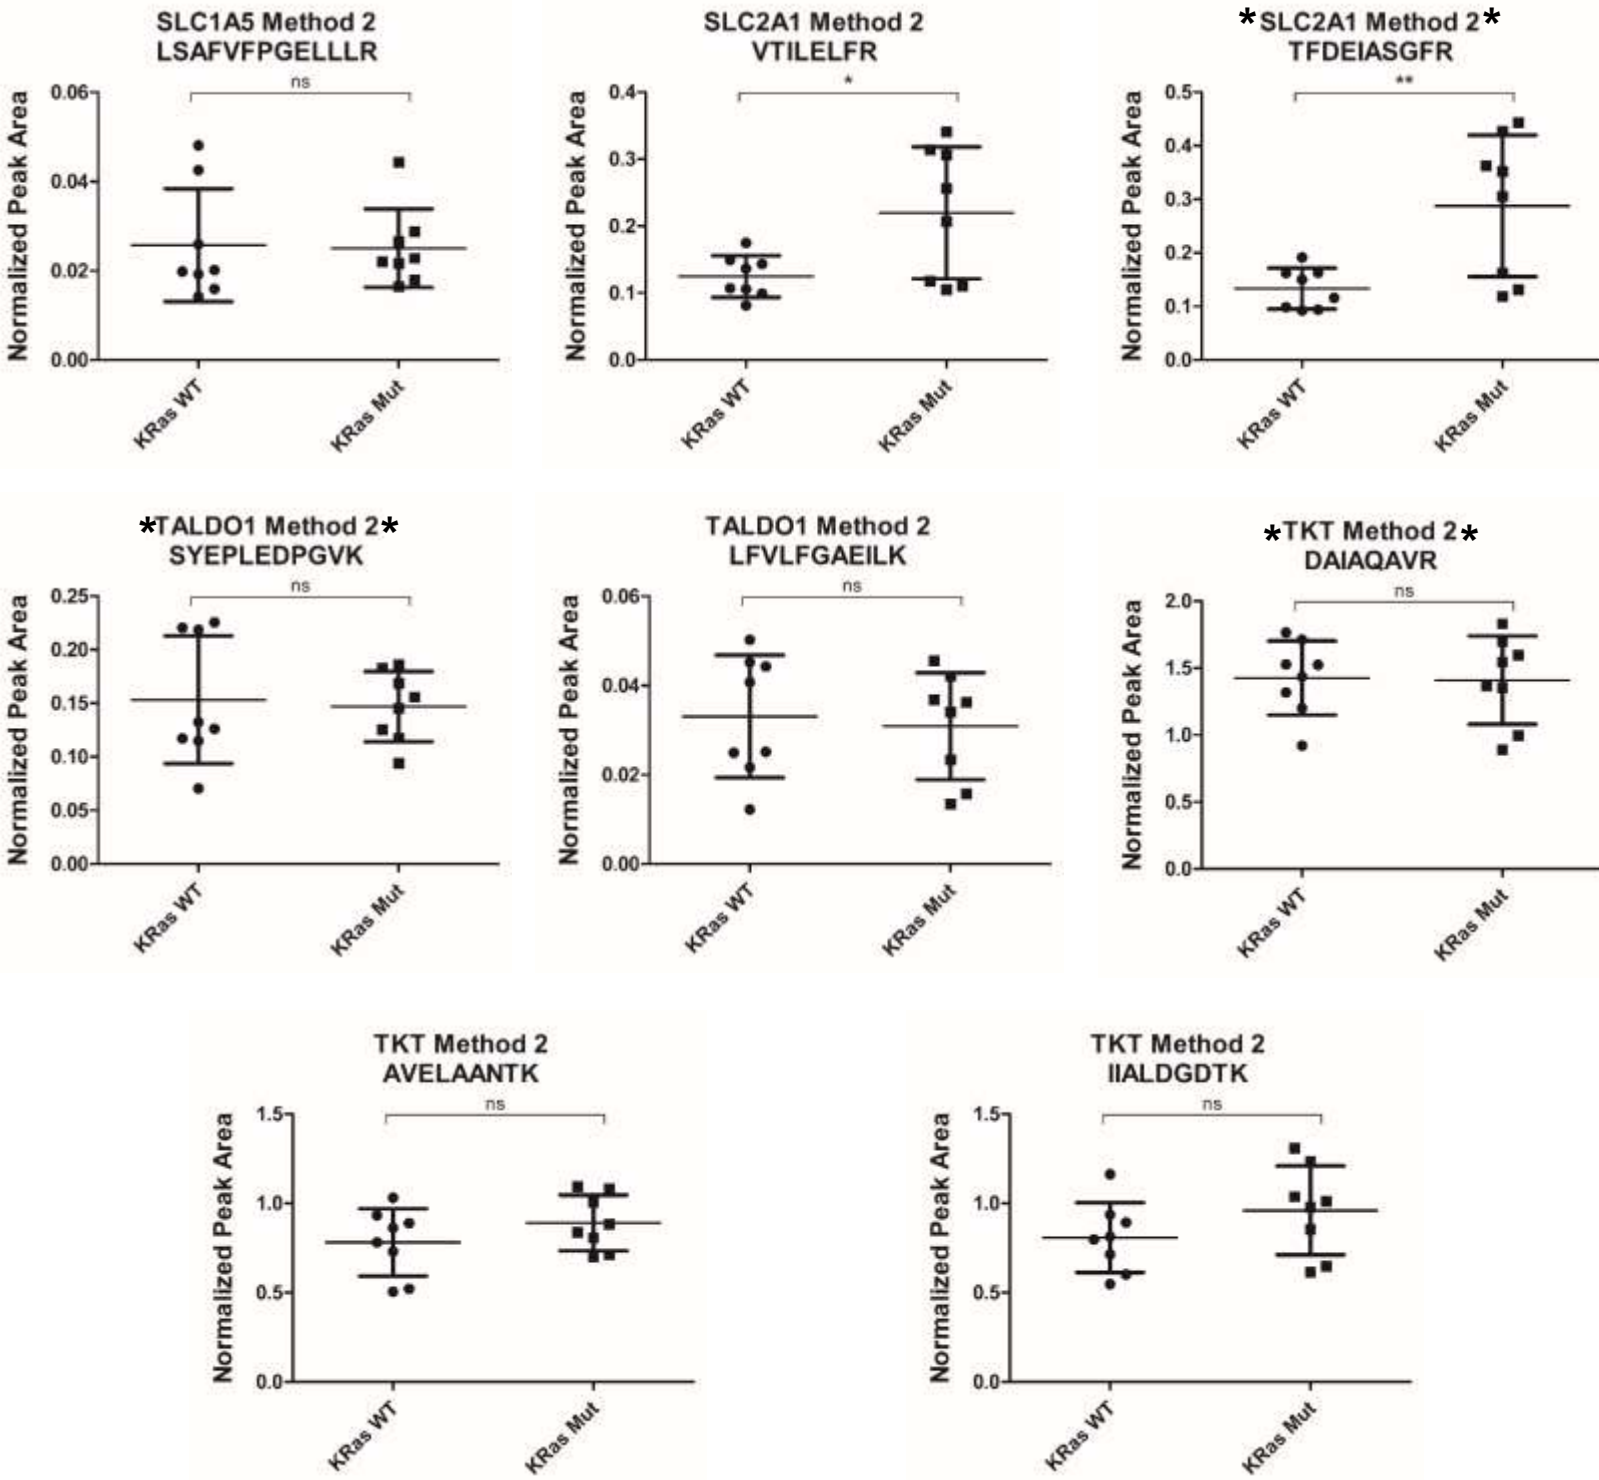 SLC1A5 Method 2
LSAFVFPGELLLR
ns
Normalized Peak Area
0.06
0.04
0.02
0.00
KRas WT
KRas Mut
SLC2A1 Method 2
VTILELFR
*
Normalized Peak Area
0.4
0.3
0.2
0.1
0.0
KRas WT
KRas Mut
*SLC2A1 Method 2*
TFDEIASGFR
**
Normalized Peak Area
0.5
0.4
0.3
0.2
0.1
0.0
KRas WT
KRas Mut
*TALDO1 Method 2*
SYEPLEDPGVK
ns
Normalized Peak Area
0.25
0.20
0.15
0.10
0.05
0.00
KRas WT
KRas Mut
TALDO1 Method 2
LFVLFGAEILK
ns
Normalized Peak Area
0.06
0.04
0.02
0.00
KRas WT
KRas Mut
*TKT Method 2*
DAIAQAVR
ns
Normalized Peak Area
2.0
1.5
1.0
0.5
0.0
KRas WT
KRas Mut
TKT Method 2
AVELAANTK
ns
Normalized Peak Area
1.5
1.0
0.5
0.0
KRas WT
KRas Mut
TKT Method 2
IIALDGDTK
ns
Normalized Peak Area
1.5
1.0
0.5
0.0
KRas WT
KRas Mut